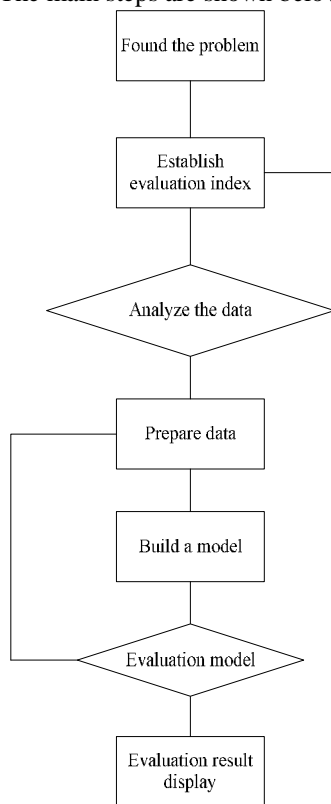 The main steps are shown below
Found the problem
Establish
evaluation index
Analyze the data
Prepare data
Build a model
Evaluation model
Evaluation result
display